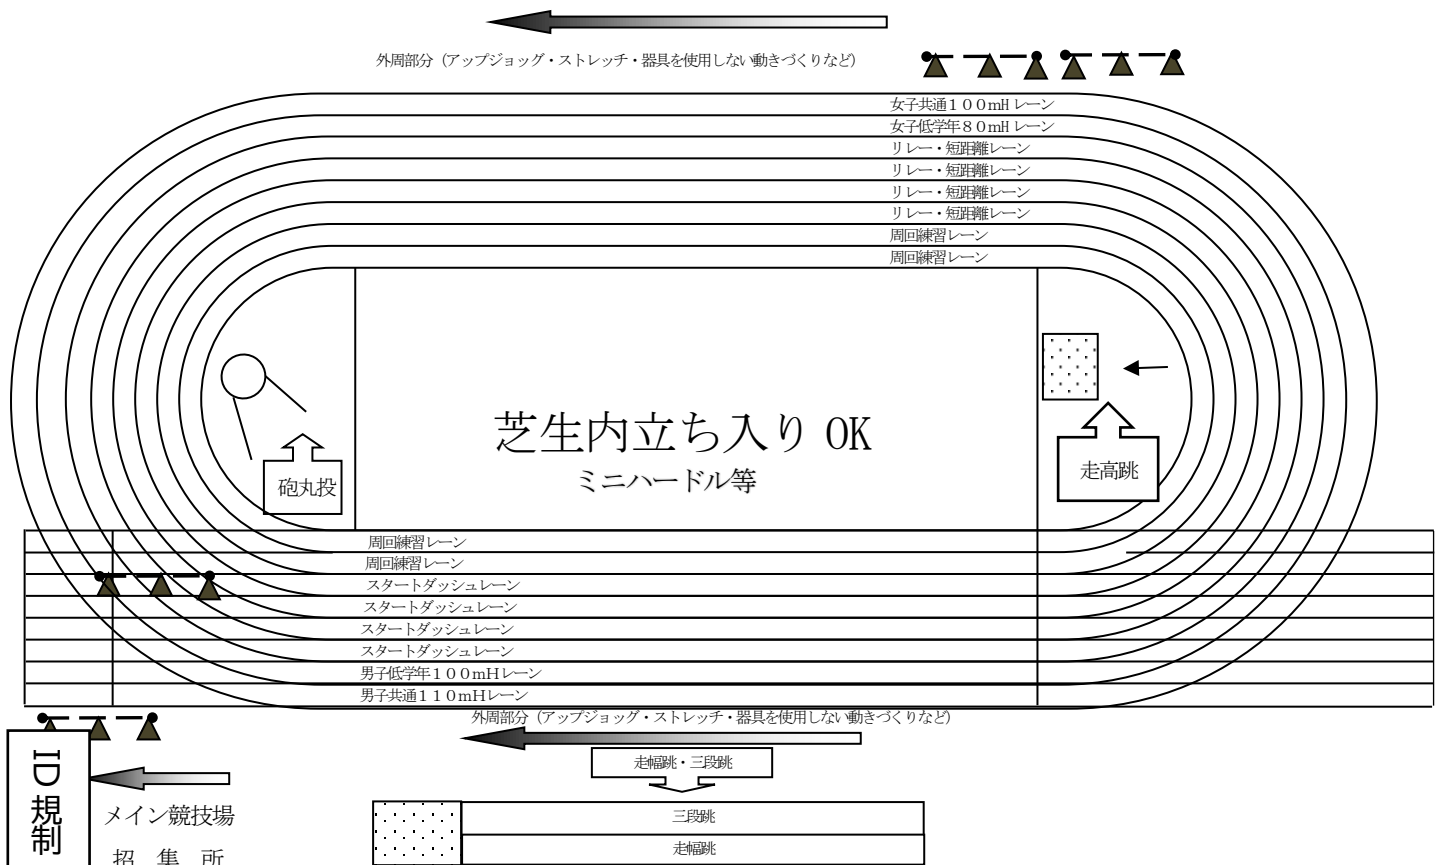 外周部分（アップジョッグ・ストレッチ・器具を使用しない動きづくりなど）
女子共通１００ｍＨレーン
女子低学年８０ｍＨレーン
リレー・短距離レーン
リレー・短距離レーン
リレー・短距離レーン
リレー・短距離レーン
周回練習レーン
周回練習レーン
芝生内立ち入り OK
ミニハードル等
砲丸投
走高跳
周回練習レーン
周回練習レーン
スタートダッシュレーン
スタートダッシュレーン
スタートダッシュレーン
スタートダッシュレーン
男子低学年１００ｍＨレーン
男子共通１１０ｍＨレーン
外周部分（アップジョッグ・ストレッチ・器具を使用しない動きづくりなど）
走幅跳・三段跳
ID規制
メイン競技場
招 集 所
三段跳
走幅跳